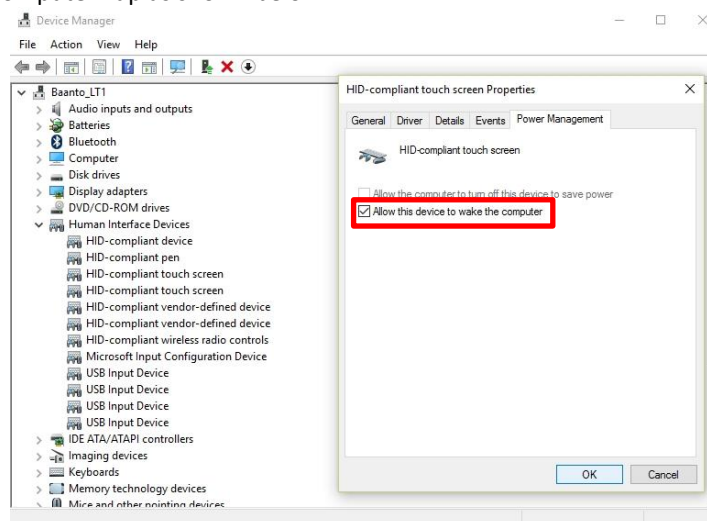 Device Manager
File Action View Help
Baanto_LT1
Audio inputs and outputs
Batteries
Bluetooth
Computer
Disk drives
Display adapters
DVD/CD-ROM drives
Human Interface Devices
HID-compliant device
HID-compliant pen
HID-compliant touch screen
HID-compliant touch screen
HID-compliant vendor-defined device
HID-compliant vendor-defined device
HID-compliant wireless radio controls
Microsoft Input Configuration Device
USB Input Device
USB Input Device
USB Input Device
USB Input Device
IDE ATA/ATAPI controllers
Imaging devices
Keyboards
Memory technology devices
Mice and other pointing devices
HID-compliant touch screen Properties
General Driver Details Events Power Management
HID-compliant touch screen
Allow the computer to turn off this device to save power
Allow this device to wake the computer
OK Cancel